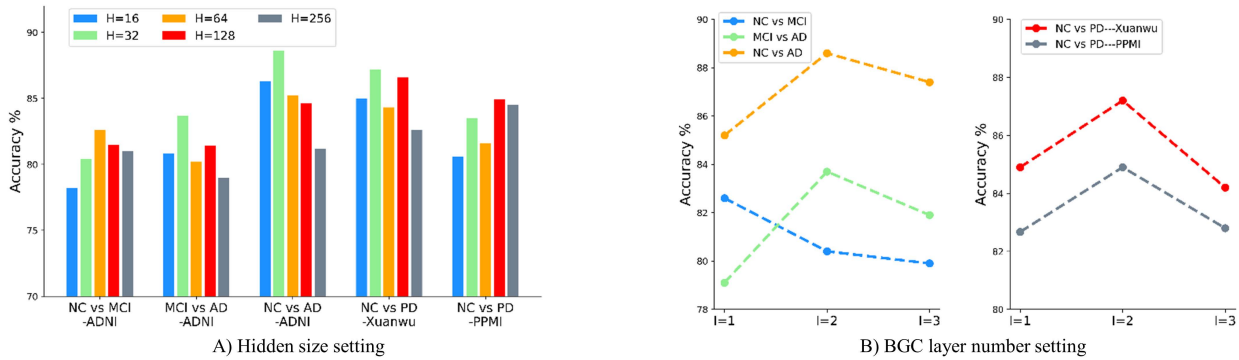 H=16
H=32
H=64
H=128
H=256
Accuracy %
90
85
80
75
70
NC vs MCI
-ADNI
MCI vs AD
-ADNI
NC vs AD
-ADNI
NC vs PD
-Xuanwu
NC vs PD
-PPMI
A) Hidden size setting
NC vs MCI
MCI vs AD
NC vs AD
Accuracy %
90
88
86
84
82
80
78
l=1
l=2
l=3
NC vs PD---Xuanwu
NC vs PD---PPMI
Accuracy %
90
88
86
84
82
80
l=1
l=2
l=3
B) BGC layer number setting